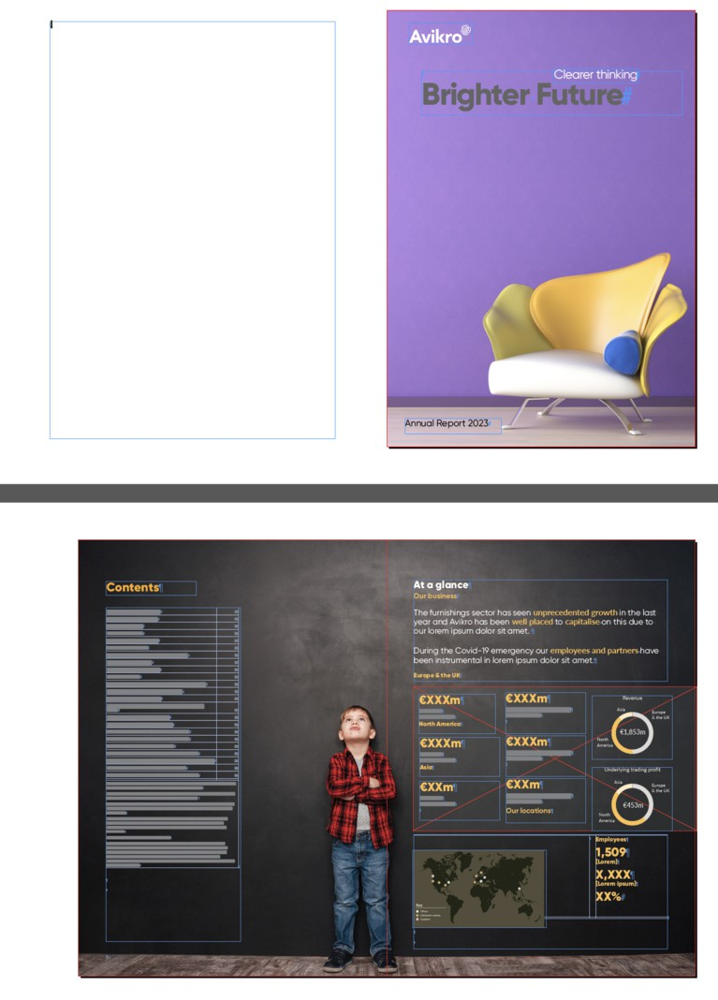 Avikro
Clearer thinking
Brighter Future
Annual Report 2023
Contents
At a glance
Our business
The furnishings sector has seen unprecedented growth in the last
year and Avikro has been well placed to capitalise on this due to
our lorem ipsum dolor sit amet.
During the Covid-19 emergency our employees and partners have
been instrumental in lorem ipsum dolor sit amet.
Europe & the UK
€XXXm
North America
€XXXm
Asia
€XXm
€XXXm
€XXXm
€XXXm
Our locations
Revenue
Asia
Europe
& the UK
€1,853m
North
America
Underlying trading profit
Asia
Europe
& the UK
€453m
North
America
Key
Employees
1,509
[Lorem]
X,XXX
[Lorem ipsum]
XX%